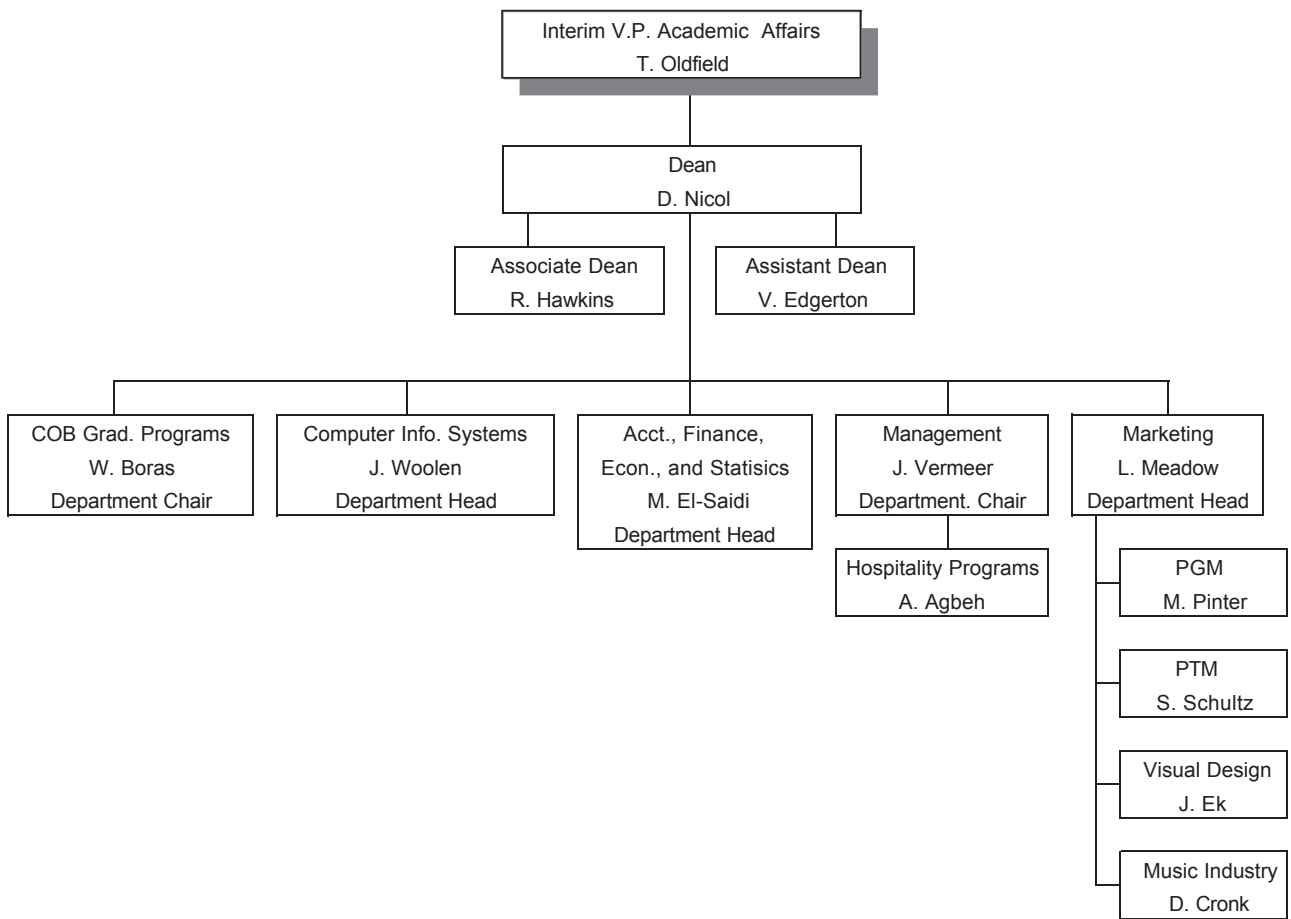 Interim V.P. Academic Affairs
T. Oldfield
Dean
D. Nicol
Associate Dean
R. Hawkins
Assistant Dean
V. Edgerton
COB Grad. Programs
W. Boras
Department Chair
Computer Info. Systems
J. Woolen
Department Head
Acct., Finance,
Econ., and Statisics
M. El-Saidi
Department Head
Management
J. Vermeer
Department. Chair
Marketing
L. Meadow
Department Head
Hospitality Programs
A. Agbeh
PGM
M. Pinter
PTM
S. Schultz
Visual Design
J. Ek
Music Industry
D. Cronk